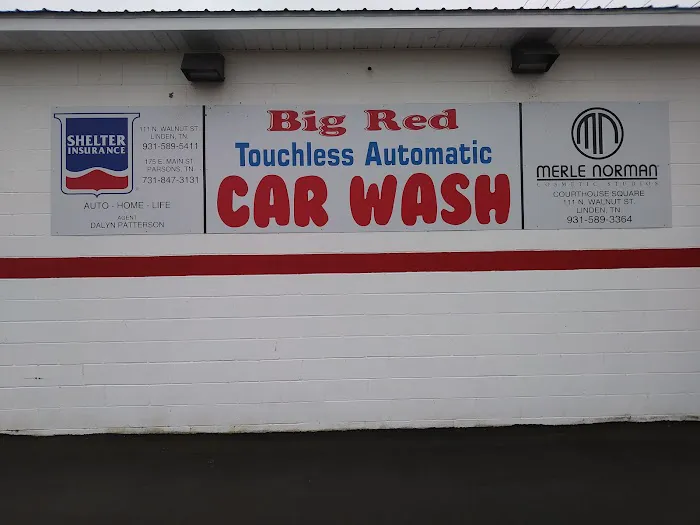 SHELTER
INSURANCE
111 N. WALNUT ST.
LINDEN, TN
931-589-5411
175 E. MAIN ST.
PARSONS, TN
731-847-3131
AUTO - HOME - LIFE
AGENT
DALYN PATTERSON
Big Red
Touchless Automatic
CAR WASH
MERLE NORMAN
COSMETIC STUDIOS
COURTHOUSE SQUARE
111 N. WALNUT ST.
LINDEN, TN
931-589-3364